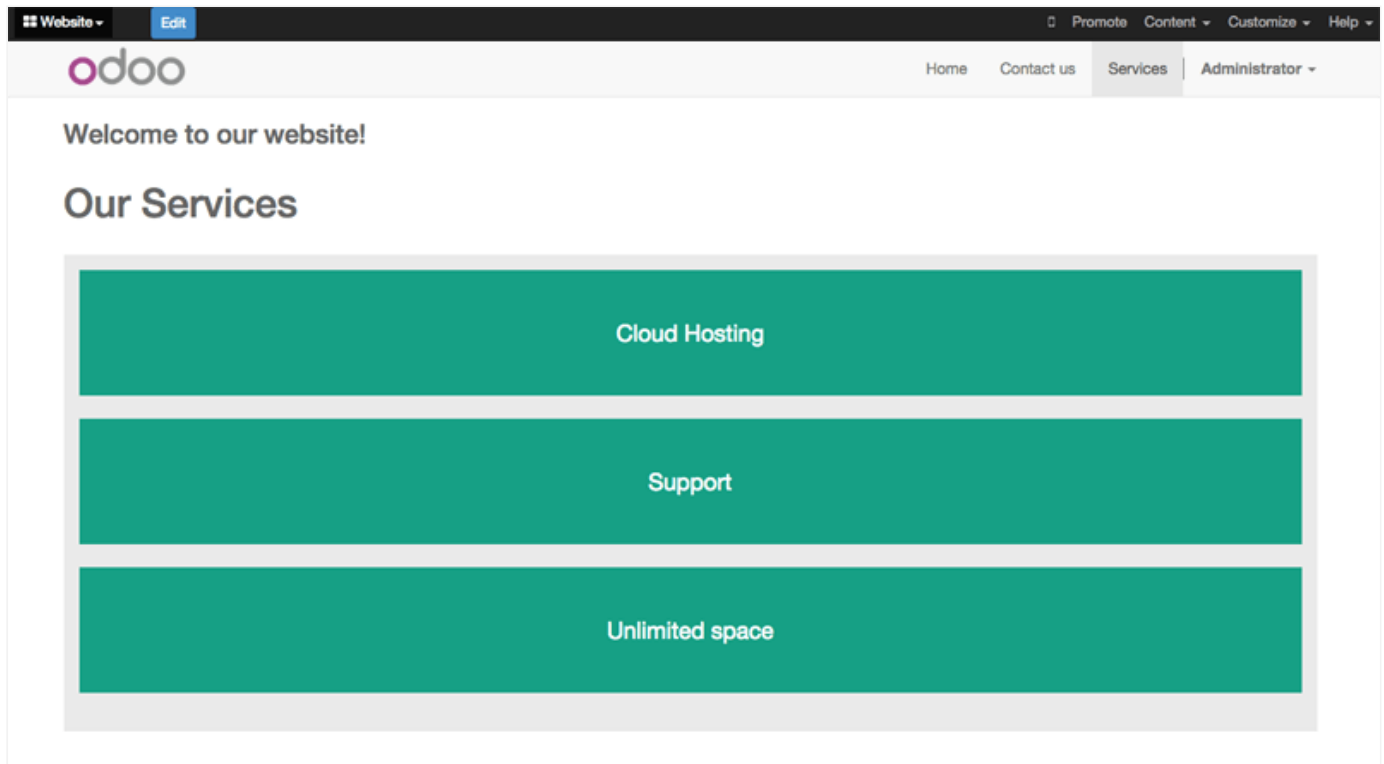 Website Edit Promote Content Customize Help
odoo Home Contact us Services Administrator
Welcome to our website!
Our Services
Cloud Hosting
Support
Unlimited space